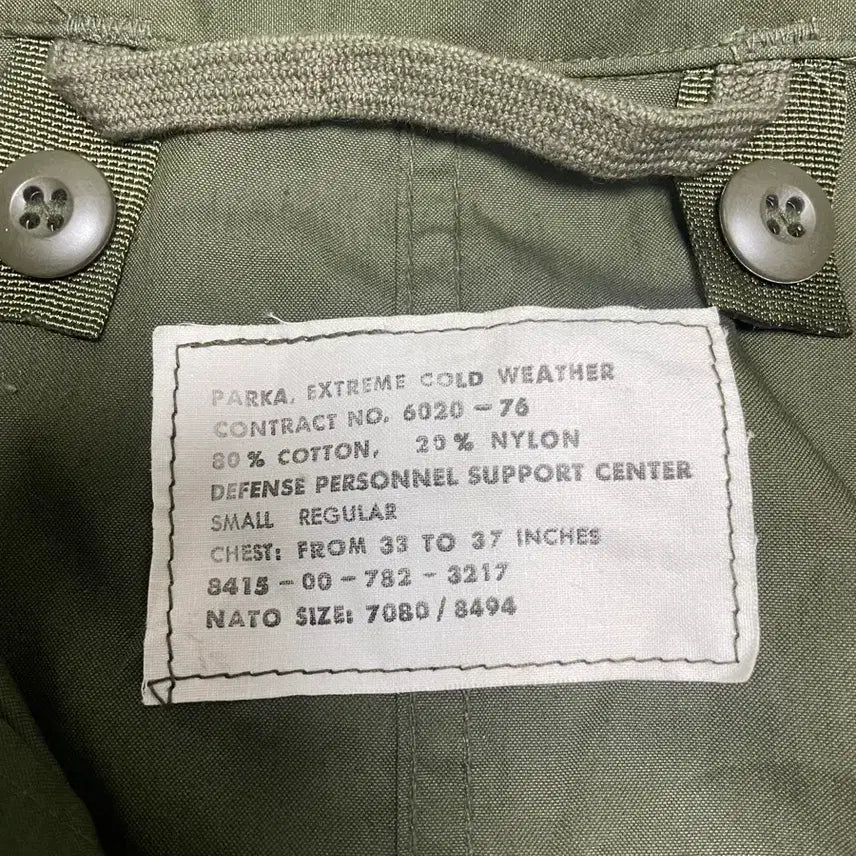 PARKA, EXTREME COLD WEATHER
CONTRACT NO. 6020-76
80% COTTON, 20% NYLON
DEFENSE PERSONNEL SUPPORT CENTER
SMALL REGULAR
CHEST: FROM 33 TO 37 INCHES
8415-00-782-3217
NATO SIZE: 7080/8494